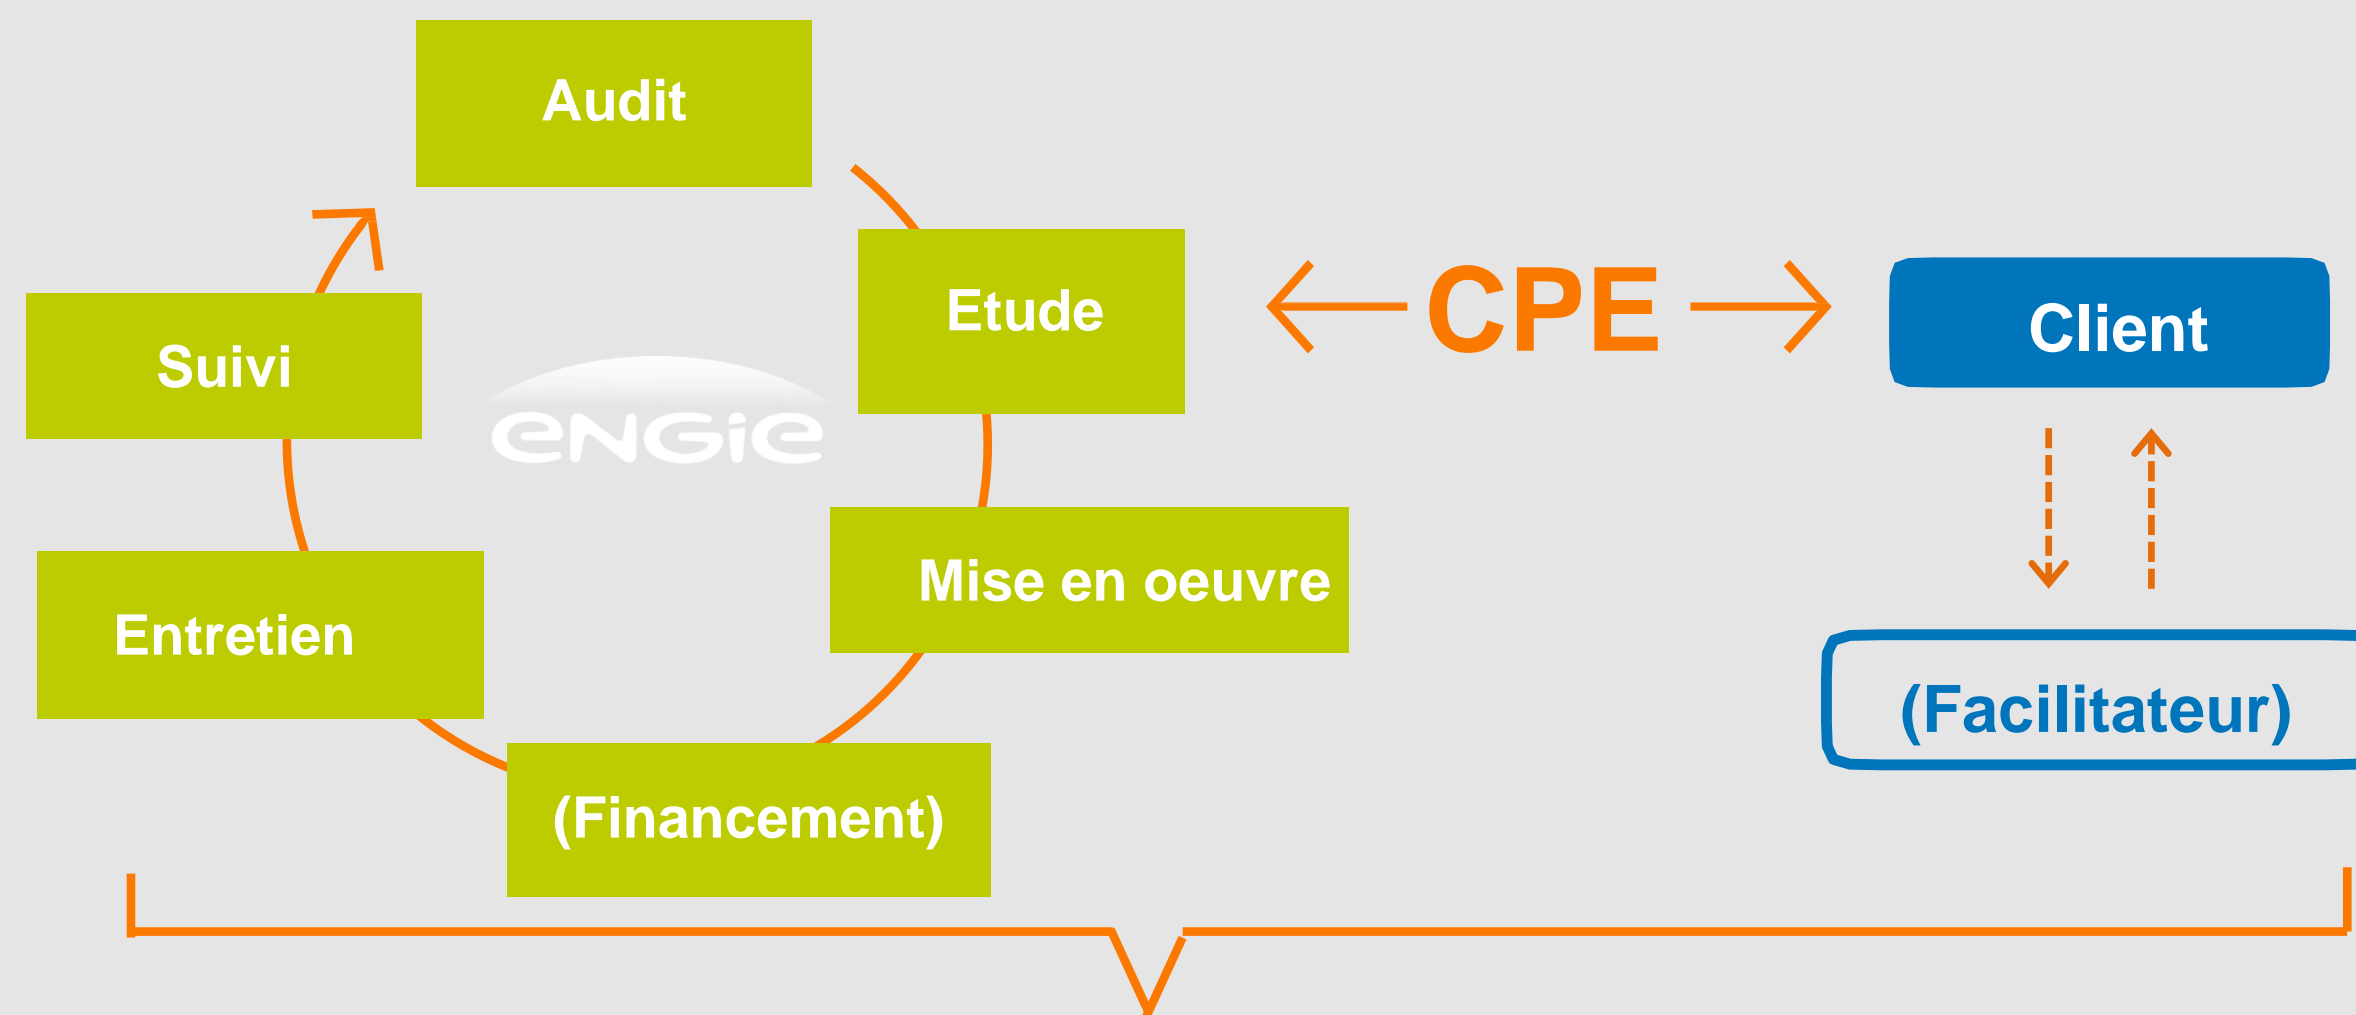 Audit
Etude
CPE
Client
Suivi
ENGiE
Mise en oeuvre
Entretien
(Facilitateur)
(Financement)